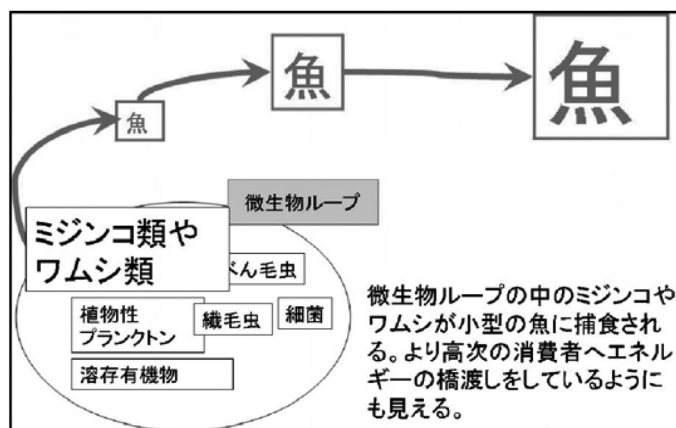 魚
魚
魚
微生物ループ
ミジンコ類や
ワムシ類
べん毛虫
植物性
プランクトン
繊毛虫
細菌
溶存有機物
微生物ループの中のミジンコや
ワムシが小型の魚に捕食され
る。より高次の消費者へエネル
ギーの橋渡しをしているように
も見える。